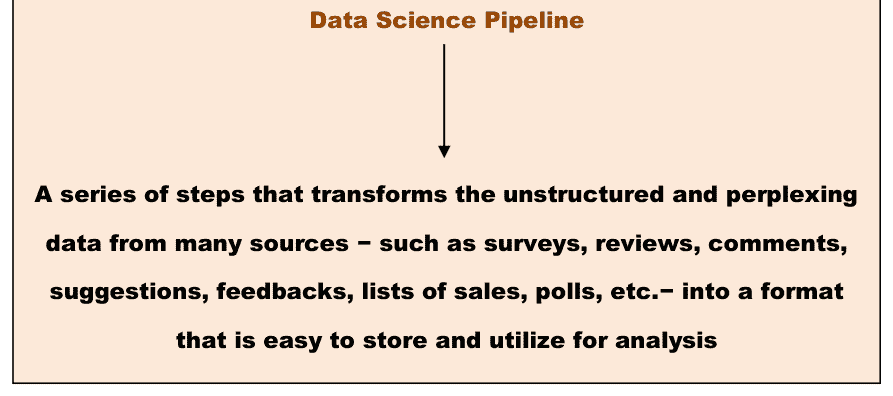 Data Science Pipeline
A series of steps that transforms the unstructured and perplexing
data from many sources − such as surveys, reviews, comments,
suggestions, feedbacks, lists of sales, polls, etc.− into a format
that is easy to store and utilize for analysis